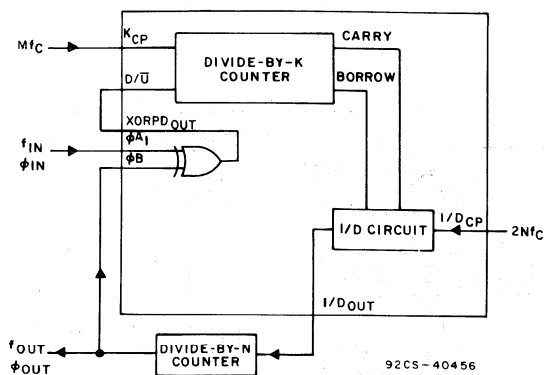 Mfc
KCP
D/U̅
DIVIDE-BY-K
COUNTER
CARRY
BORROW
XORPDOUT
ΦA1
fIN
ΦIN
ΦB
I/D CIRCUIT
I/DCP
2Nfc
I/DOUT
fOUT
ΦOUT
DIVIDE-BY-N
COUNTER
92CS-40456